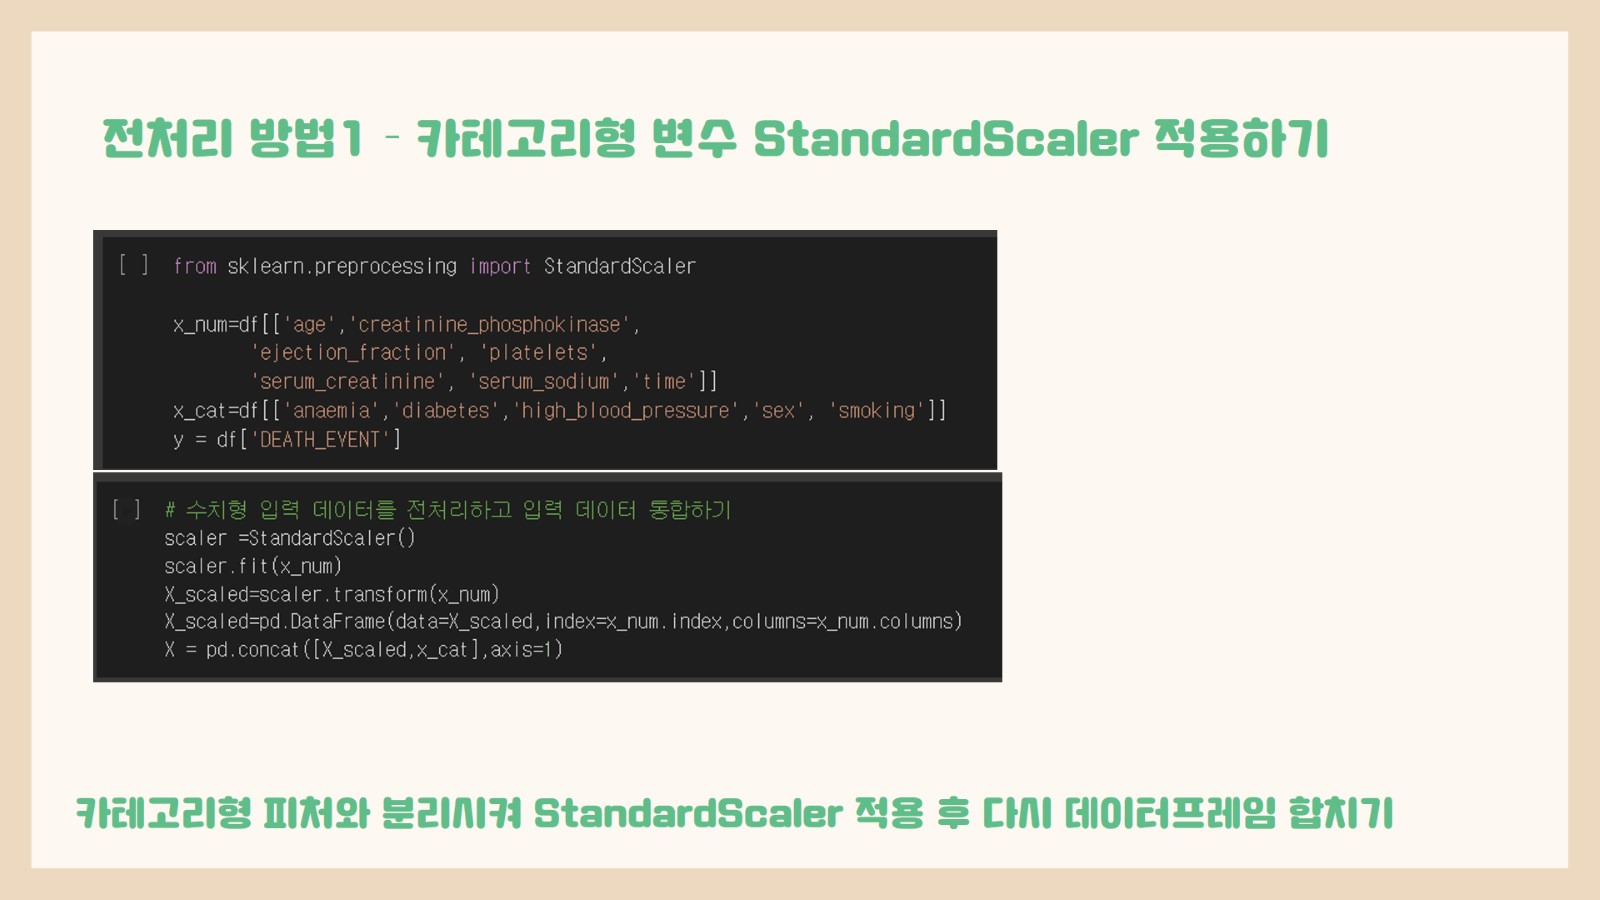 전처리 방법1 - 카테고리형 변수 StandardScaler 적용하기
[ ] from sklearn.preprocessing import StandardScaler
x_num=df[['age','creatinine_phosphokinase',
'ejection_fraction', 'platelets',
'serum_creatinine', 'serum_sodium','time']]
x_cat=df[['anaemia','diabetes','high_blood_pressure','sex', 'smoking']]
y = df['DEATH_EVENT']
[ ] # 수치형 입력 데이터를 전처리하고 입력 데이터 통합하기
scaler =StandardScaler()
scaler.fit(x_num)
X_scaled=scaler.transform(x_num)
X_scaled=pd.DataFrame(data=X_scaled,index=x_num.index,columns=x_num.columns)
X = pd.concat([X_scaled,x_cat],axis=1)
카테고리형 피처와 분리시켜 StandardScaler 적용 후 다시 데이터프레임 합치기